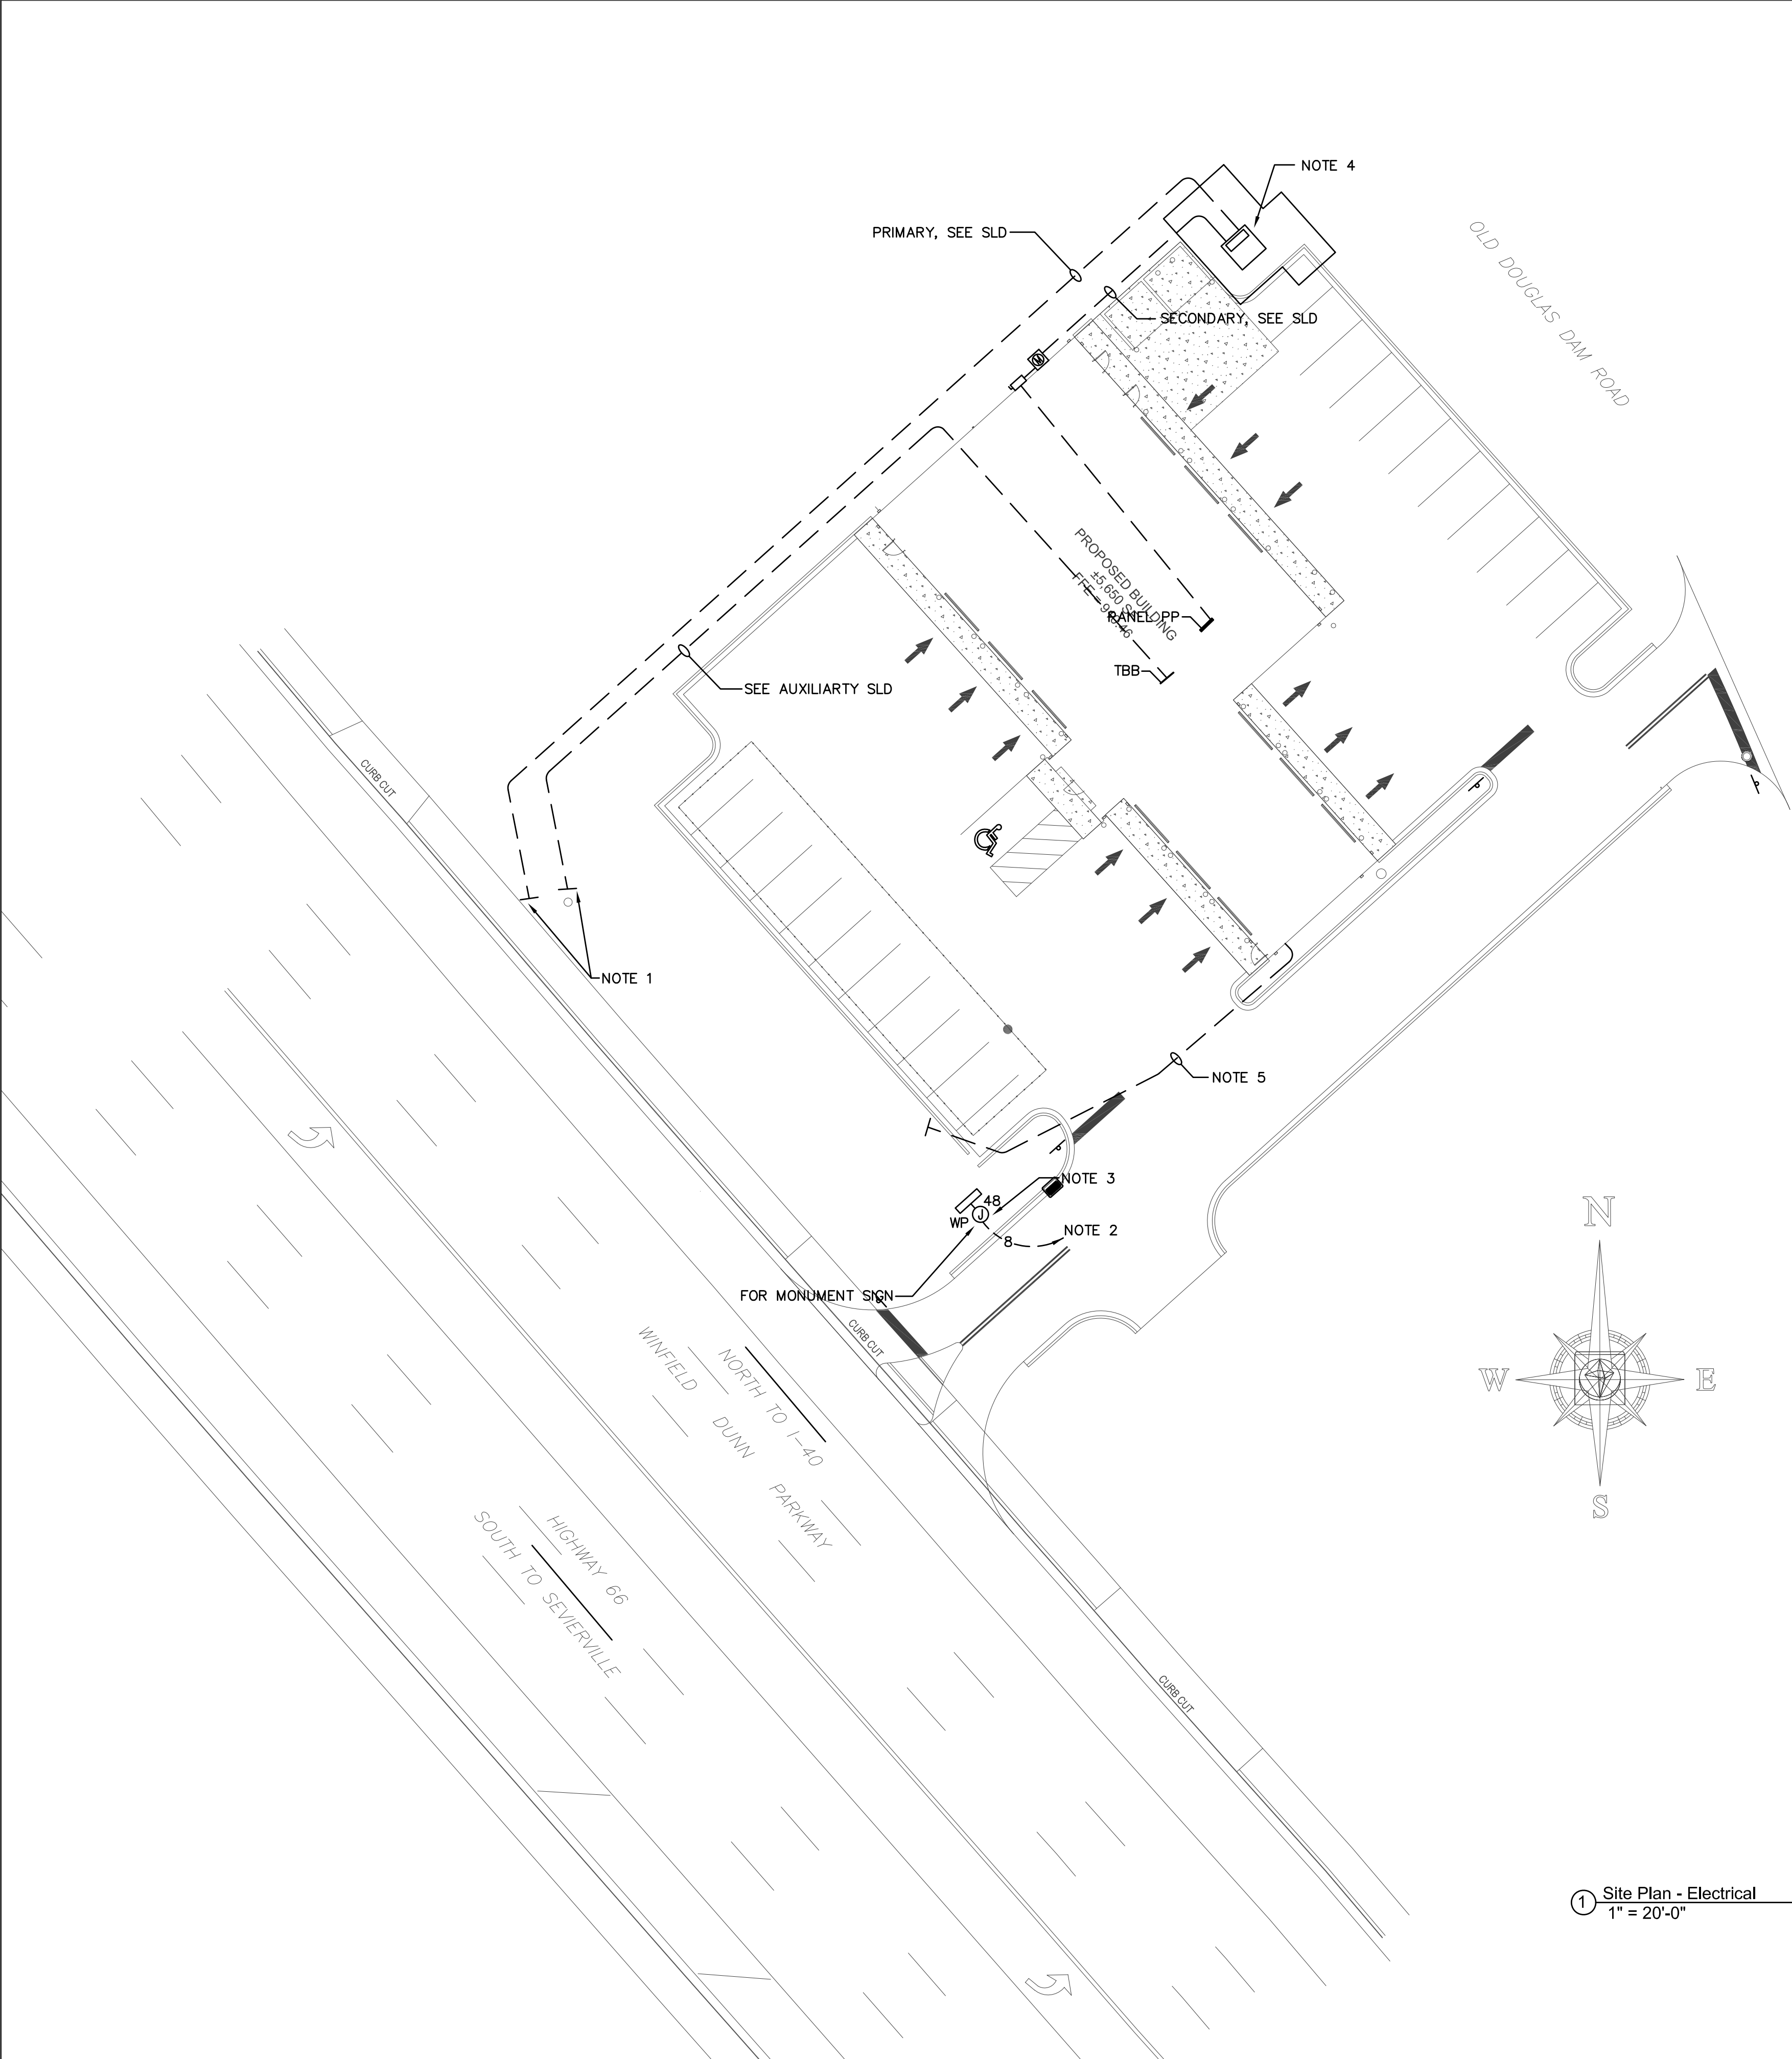 NOTE 4
PRIMARY, SEE SLD
OLD DOUGLAS DAM ROAD
SECONDARY, SEE SLD
M
PROPOSED BUILDING
±5,650
FFE =
PANEL PP
TBB
SEE AUXILIARTY SLD
CURB CUT
NOTE 1
NOTE 5
NOTE 3
48
WP
J
NOTE 2
8
FOR MONUMENT SIGN
CURB CUT
N
W
E
S
NORTH TO I-40
WINFIELD DUNN PARKWAY
HIGHWAY 66
SOUTH TO SEVIERVILLE
CURB CUT
1
Site Plan - Electrical
1" = 20'-0"